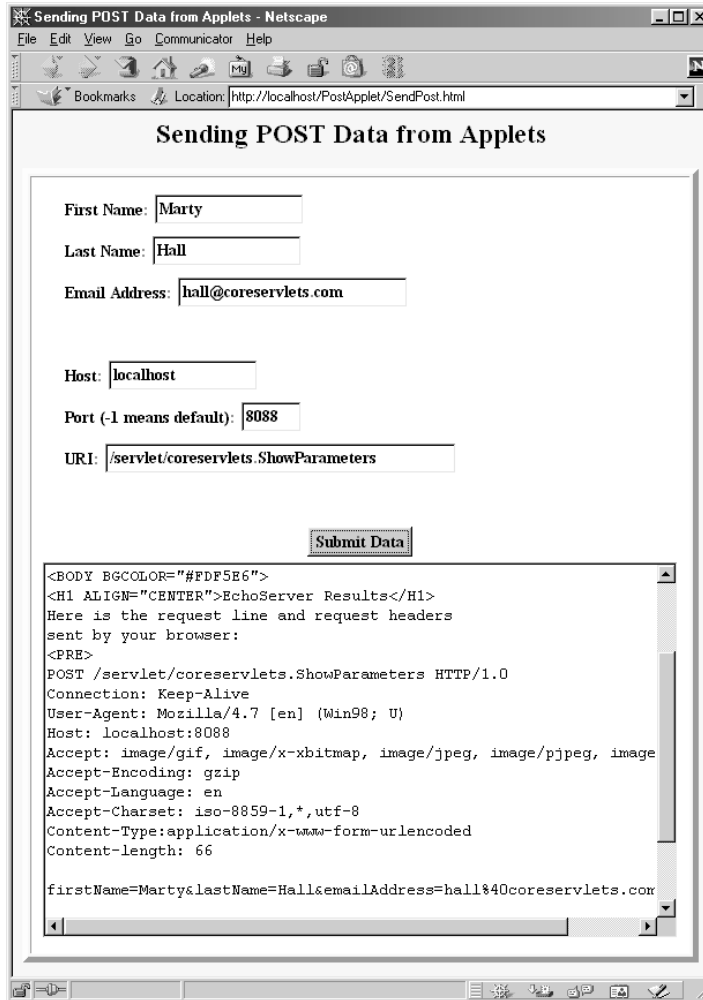 Sending POST Data from Applets - Netscape
File Edit View Go Communicator Help
My
N
Bookmarks Location: http://localhost/PostApplet/SendPost.html
Sending POST Data from Applets
First Name: Marty
Last Name: Hall
Email Address: hall@coreservlets.com
Host: localhost
Port (-1 means default): 8088
URI: /servlet/coreservlets.ShowParameters
Submit Data
<BODY BGCOLOR="#FDF5E6">
<H1 ALIGN="CENTER">EchoServer Results</H1>
Here is the request line and request headers
sent by your browser:
<PRE>
POST /servlet/coreservlets.ShowParameters HTTP/1.0
Connection: Keep-Alive
User-Agent: Mozilla/4.7 [en] (Win98; U)
Host: localhost:8088
Accept: image/gif, image/x-xbitmap, image/jpeg, image/pjpeg, image
Accept-Encoding: gzip
Accept-Language: en
Accept-Charset: iso-8859-1,*,utf-8
Content-Type:application/x-www-form-urlencoded
Content-length: 66
firstName=Marty&lastName=Hall&emailAddress=hall%40coreservlets.com